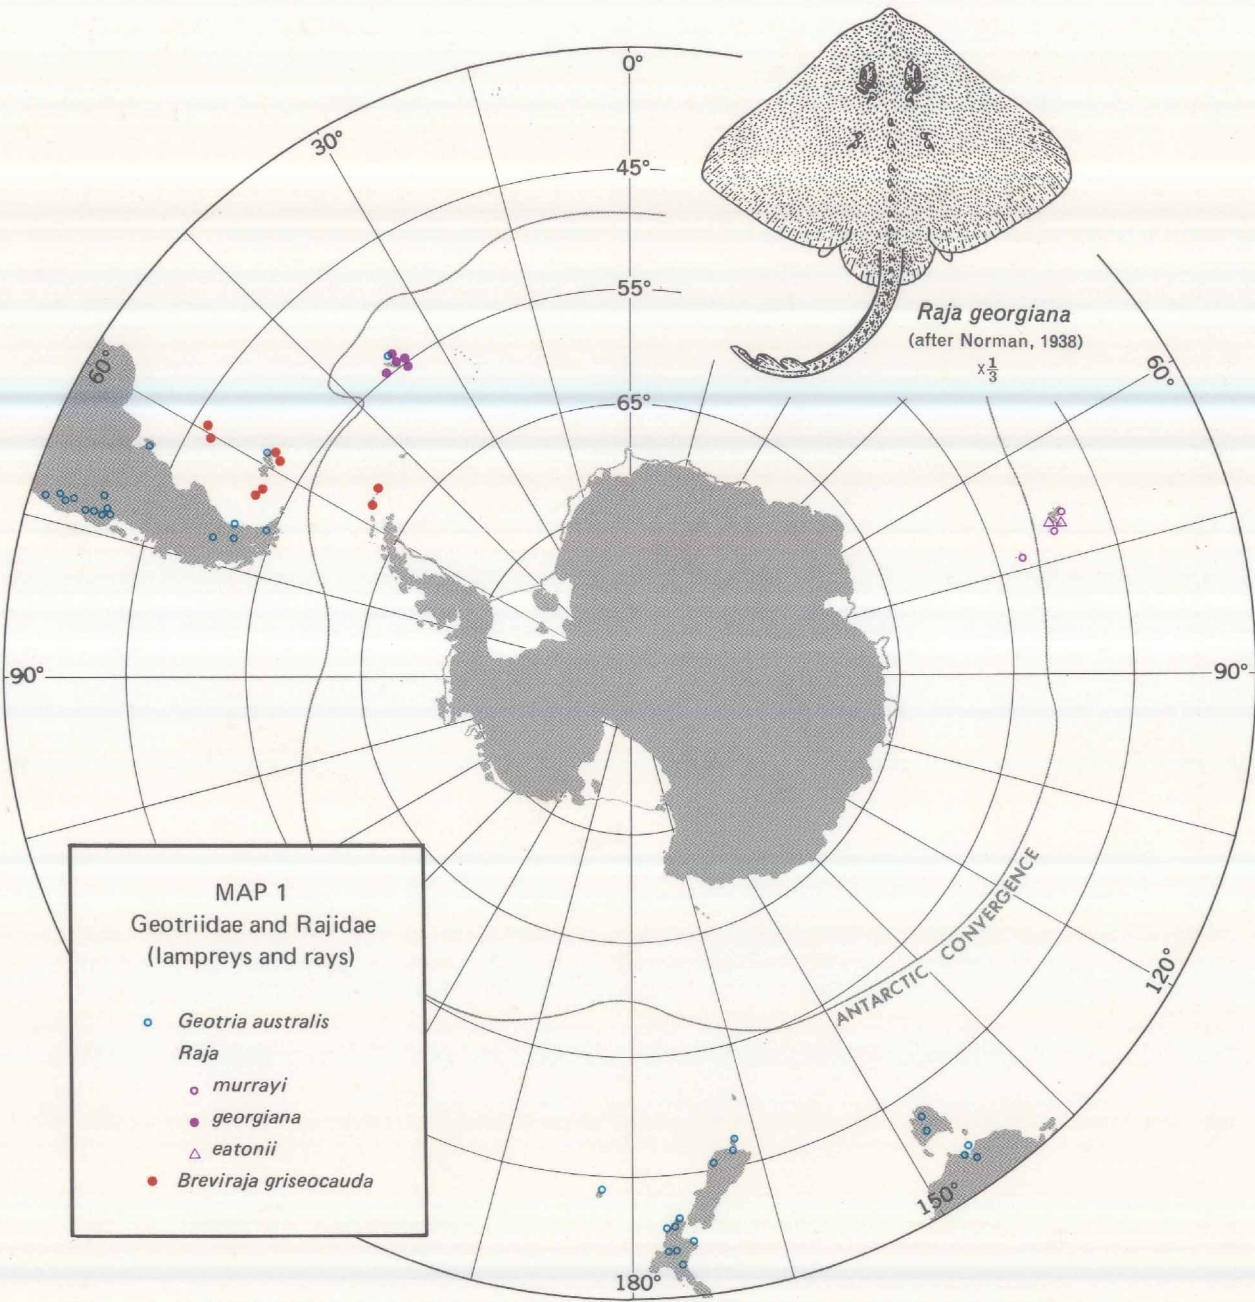 0°
30°
45°
55°
65°
60°
60°
90°
90°
120°
150°
180°
Raja georgiana
(after Norman, 1938)
x 1/3
ANTARCTIC CONVERGENCE
MAP 1
Geotriidae and Rajidae
(lampreys and rays)
Geotria australis
Raja
murrayi
georgiana
eatonii
Breviraja griseocauda